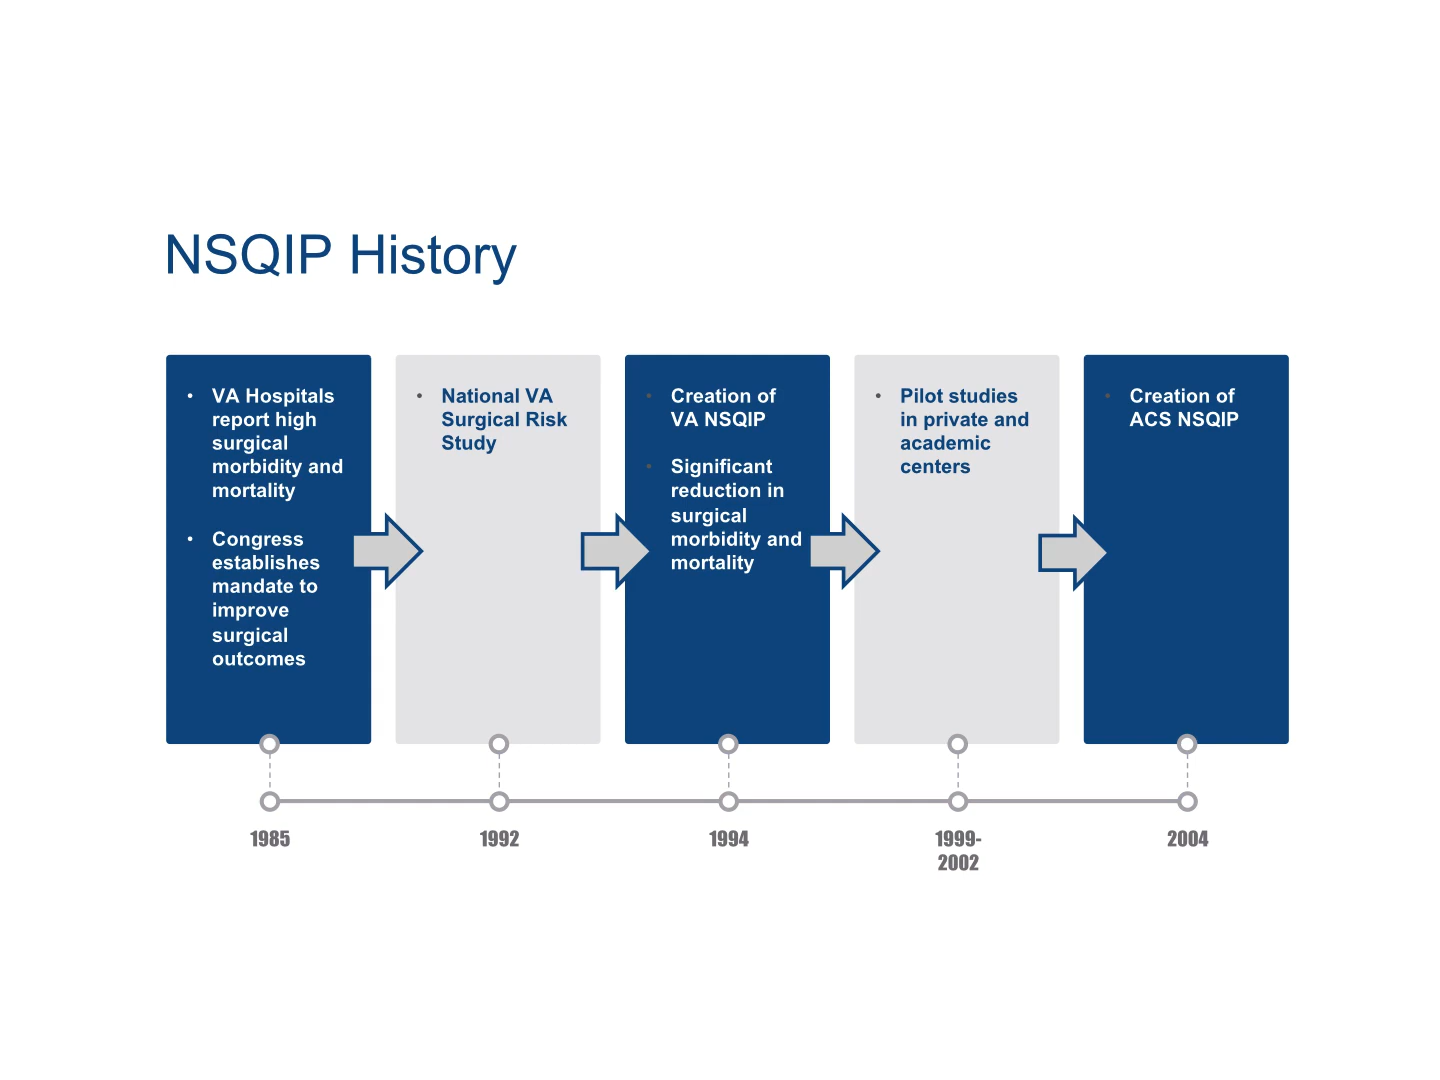 NSQIP History
• VA Hospitals
report high
surgical
morbidity and
mortality
• Congress
establishes
mandate to
improve
surgical
outcomes
• National VA
Surgical Risk
Study
• Creation of
VA NSQIP
• Significant
reduction in
surgical
morbidity and
mortality
• Pilot studies
in private and
academic
centers
• Creation of
ACS NSQIP
1985
1992
1994
1999-
2002
2004